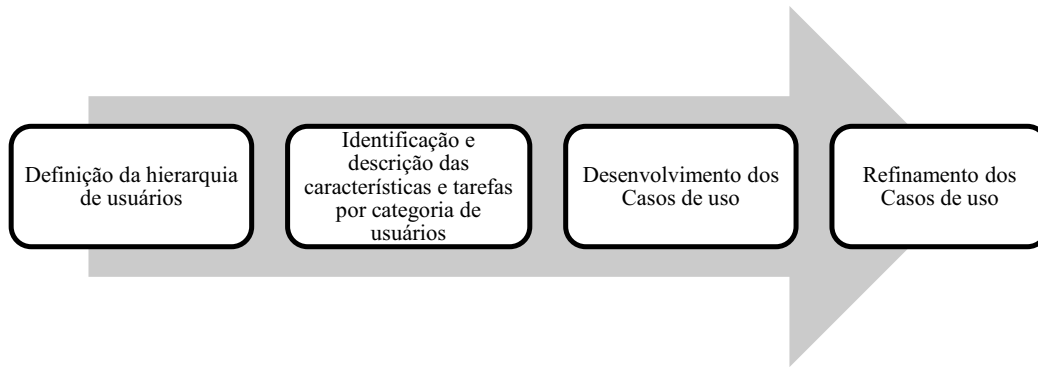 Definição da hierarquia
de usuários
Identificação e
descrição das
características e tarefas
por categoria de
usuários
Desenvolvimento dos
Casos de uso
Refinamento dos
Casos de uso